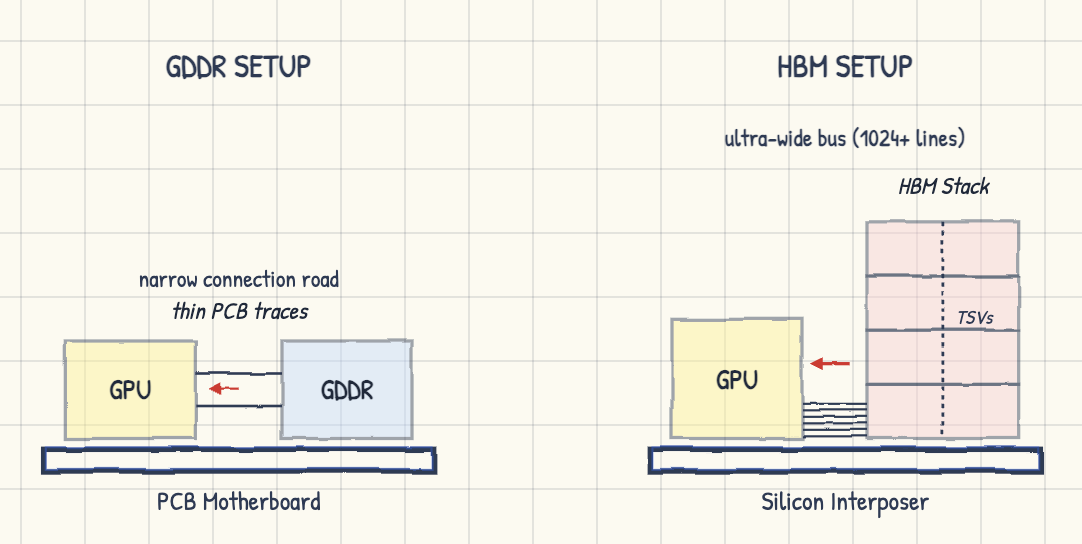 GDDR SETUP
narrow connection road
thin PCB traces
GPU
GDDR
PCB Motherboard
HBM SETUP
ultra-wide bus (1024+ lines)
HBM Stack
TSVs
GPU
Silicon Interposer